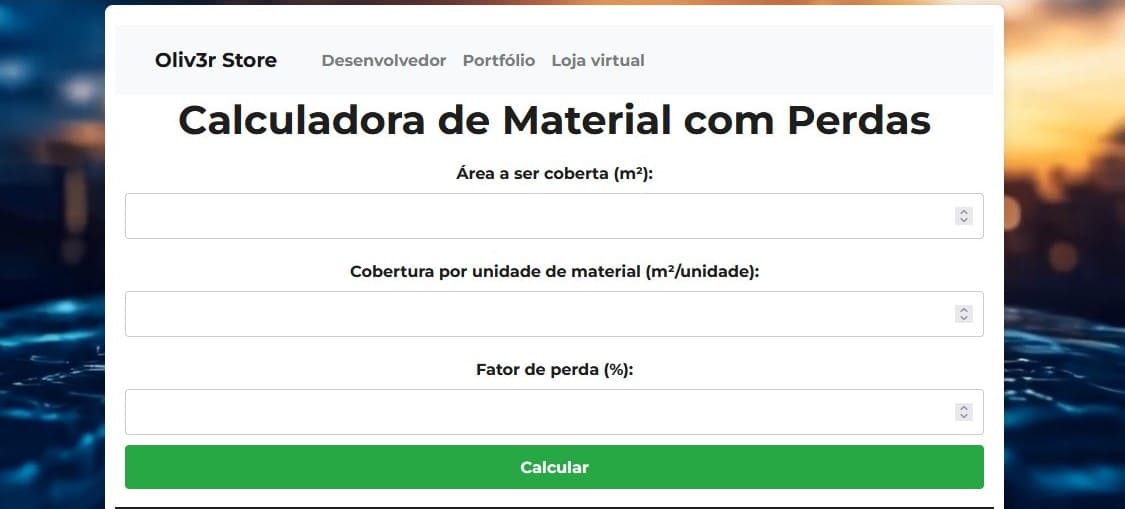 Oliv3r Store Desenvolvedor Portfólio Loja virtual
Calculadora de Material com Perdas
Área a ser coberta (m²):
Cobertura por unidade de material (m²/unidade):
Fator de perda (%):
Calcular